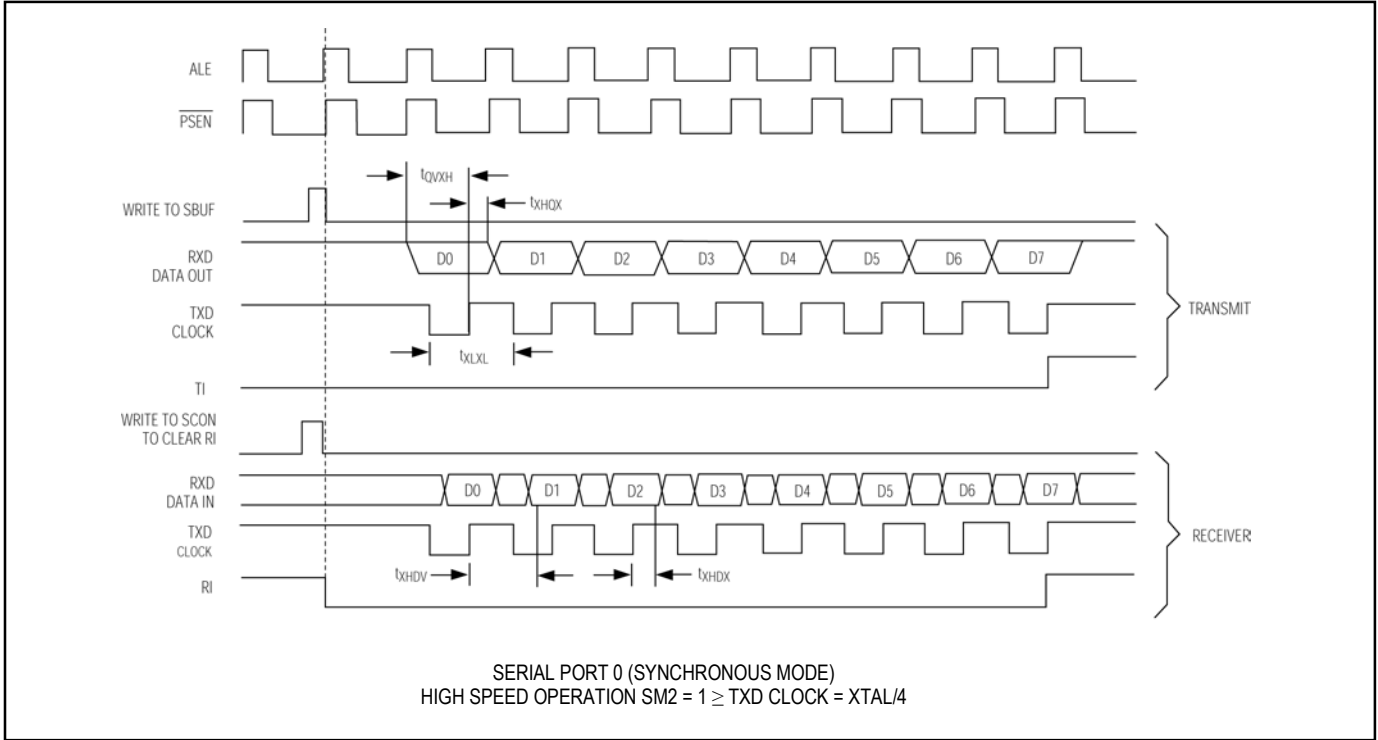 ALE
PSEN
tQVXH
tXHQX
WRITE TO SBUF
RXD
DATA OUT
D0 D1 D2 D3 D4 D5 D6 D7
TXD
CLOCK
TRANSMIT
tXLXL
TI
WRITE TO SCON
TO CLEAR RI
RXD
DATA IN
D0 D1 D2 D3 D4 D5 D6 D7
TXD
CLOCK
RECEIVER
tXHDV
tXHDX
RI
SERIAL PORT 0 (SYNCHRONOUS MODE)
HIGH SPEED OPERATION SM2 = 1 ≥ TXD CLOCK = XTAL/4